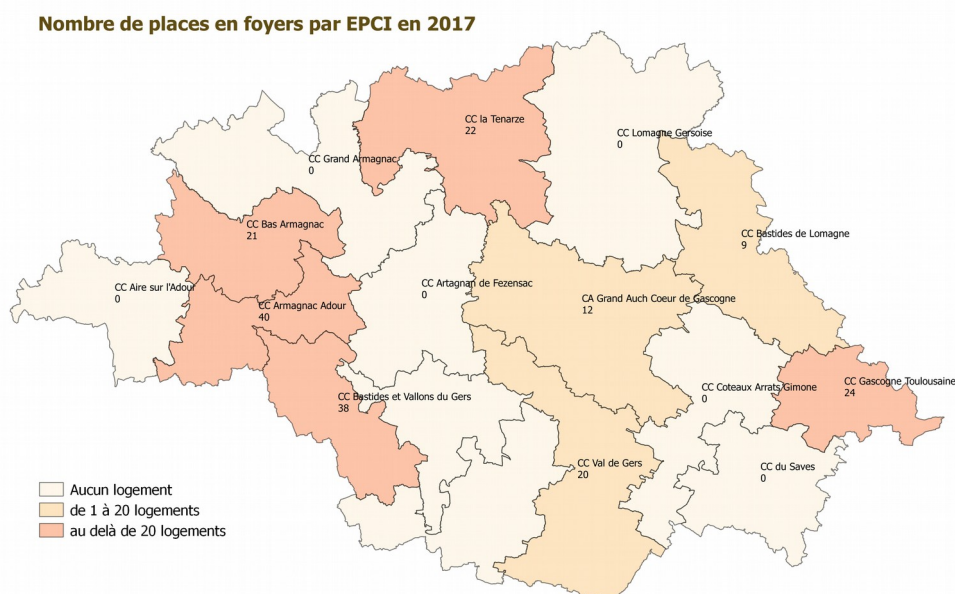 Nombre de places en foyers par EPCI en 2017
CC la Tenarze
22
CC Lomagne Gersoise
0
CC Grand Armagnac
0
CC Bas Armagnac
21
CC Bastides de Lomagne
9
CC Aire sur l'Adour
0
CC Artagnan de Fezensac
0
CC Armagnac Adour
40
CA Grand Auch Coeur de Gascogne
12
CC Bastides et Vallons du Gers
38
CC Coteaux Arrats Gimone
0
CC Gascogne Toulousaine
24
CC Val de Gers
20
CC du Saves
0
Aucun logement
de 1 à 20 logements
au delà de 20 logements